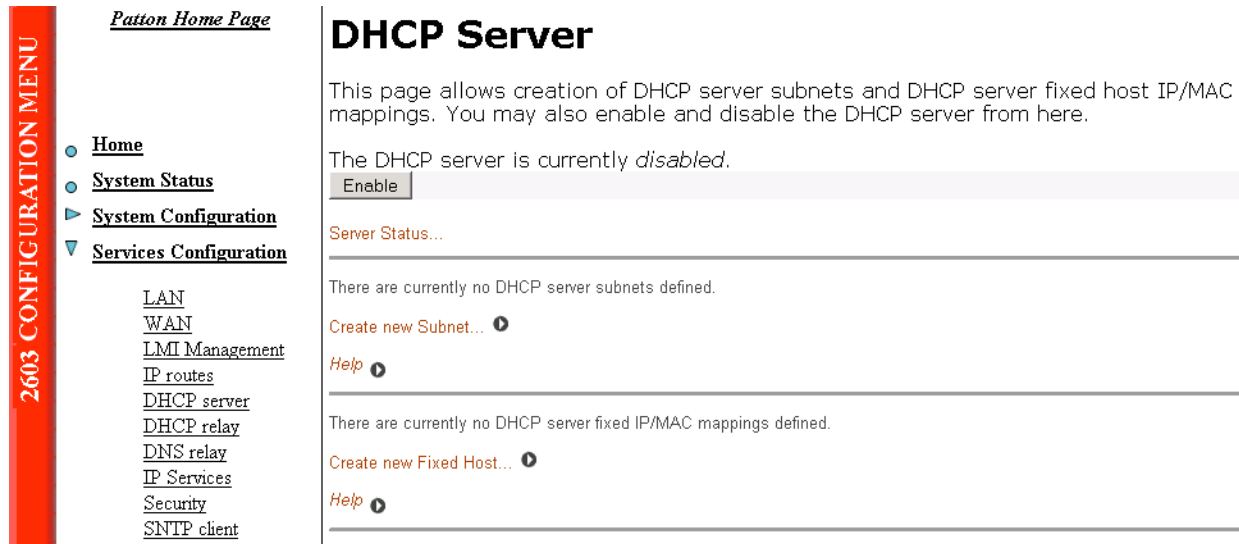 2603 CONFIGURATION MENU
Patton Home Page
Home
System Status
System Configuration
Services Configuration
LAN
WAN
LMI Management
IP routes
DHCP server
DHCP relay
DNS relay
IP Services
Security
SNTP client
DHCP Server
This page allows creation of DHCP server subnets and DHCP server fixed host IP/MAC
mappings. You may also enable and disable the DHCP server from here.
The DHCP server is currently disabled.
Enable
Server Status...
There are currently no DHCP server subnets defined.
Create new Subnet...
Help
There are currently no DHCP server fixed IP/MAC mappings defined.
Create new Fixed Host...
Help